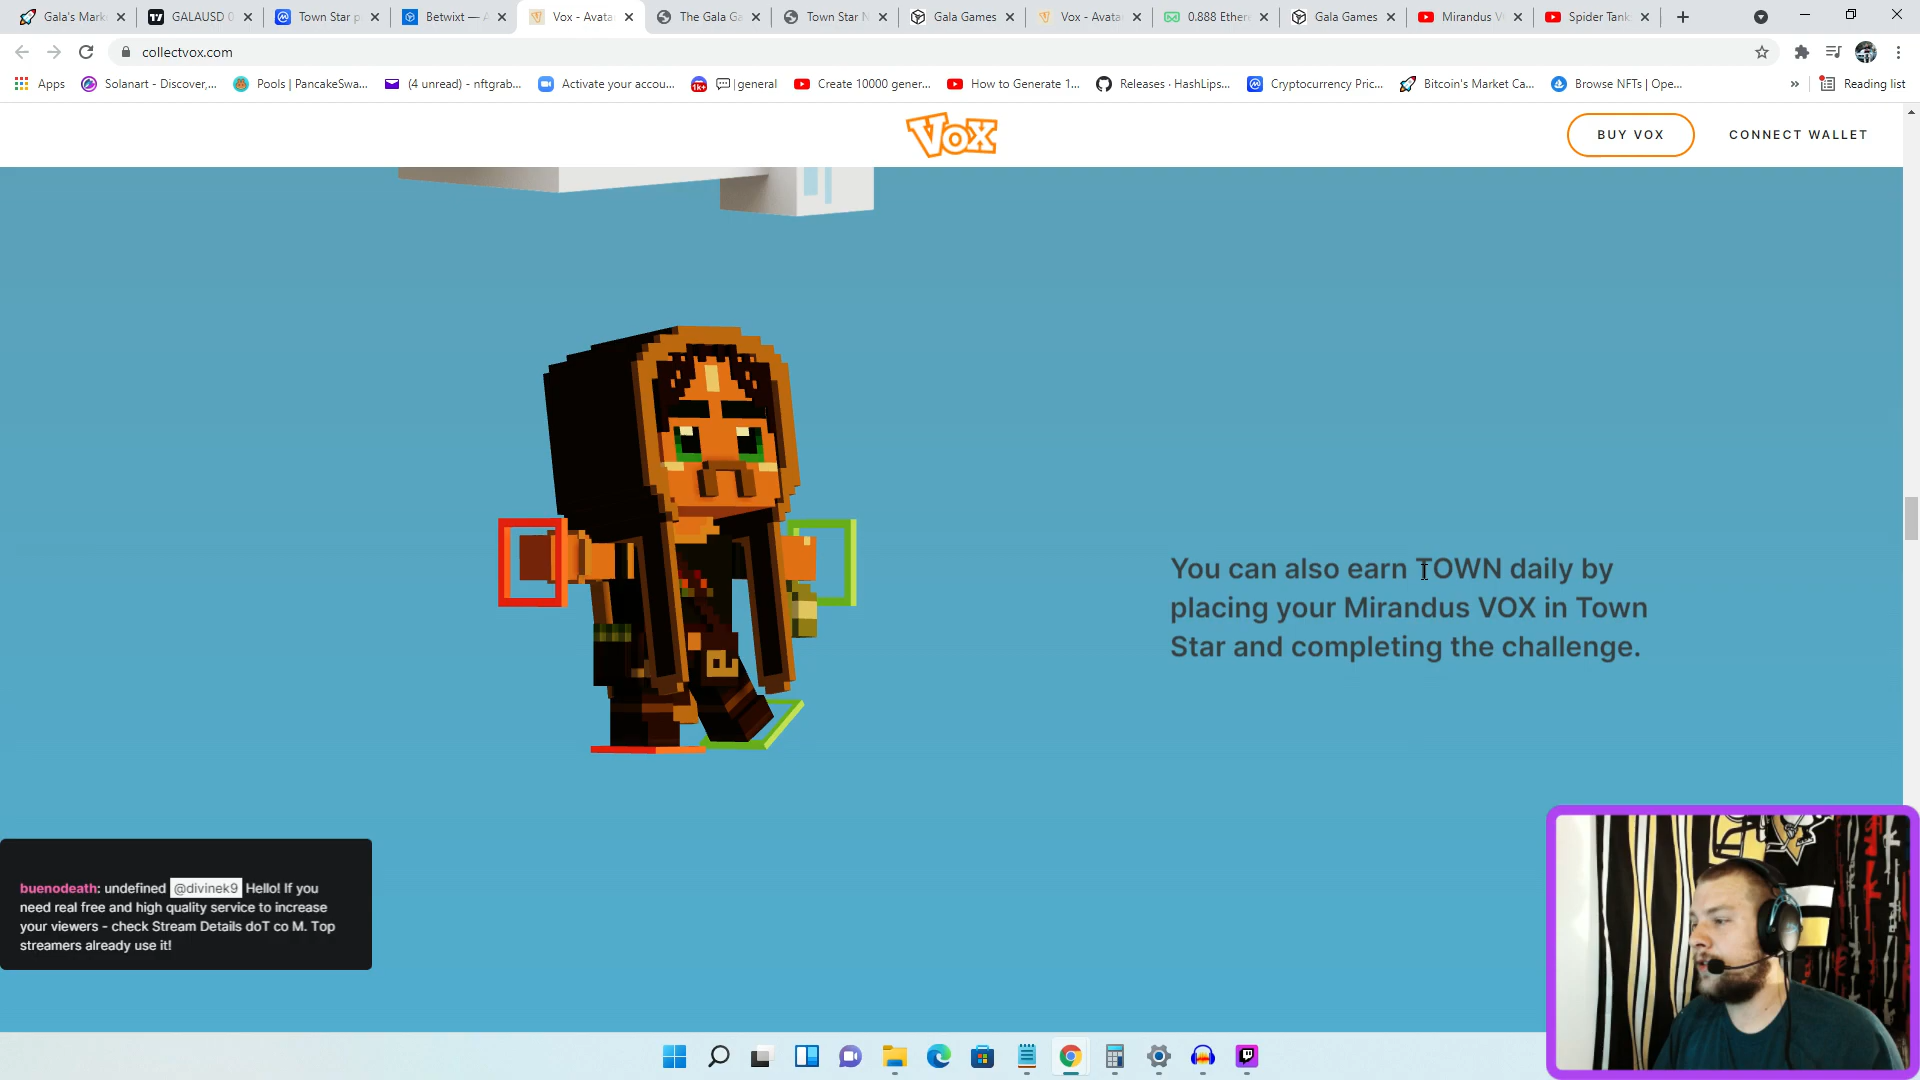 Gala's Mark
GALAUSD 0
Town Star p
Betwixt — A
Vox - Avata
The Gala Ga
Town Star N
Gala Games
Vox - Avata
0.888 Ether
Gala Games
Mirandus V
Spider Tank
collectvox.com
Apps
Solanart - Discover,...
Pools | PancakeSwa...
(4 unread) - nftgrab...
Activate your accou...
1K+
|general
Create 10000 gener...
How to Generate 1...
Releases · HashLips...
Cryptocurrency Pric...
Bitcoin's Market Ca...
Browse NFTs | Ope...
»
Reading list
VOX
BUY VOX
CONNECT WALLET
You can also earn TOWN daily by
placing your Mirandus VOX in Town
Star and completing the challenge.
buenodeath: undefined @divinek9 Hello! If you
need real free and high quality service to increase
your viewers - check Stream Details doT co M. Top
streamers already use it!